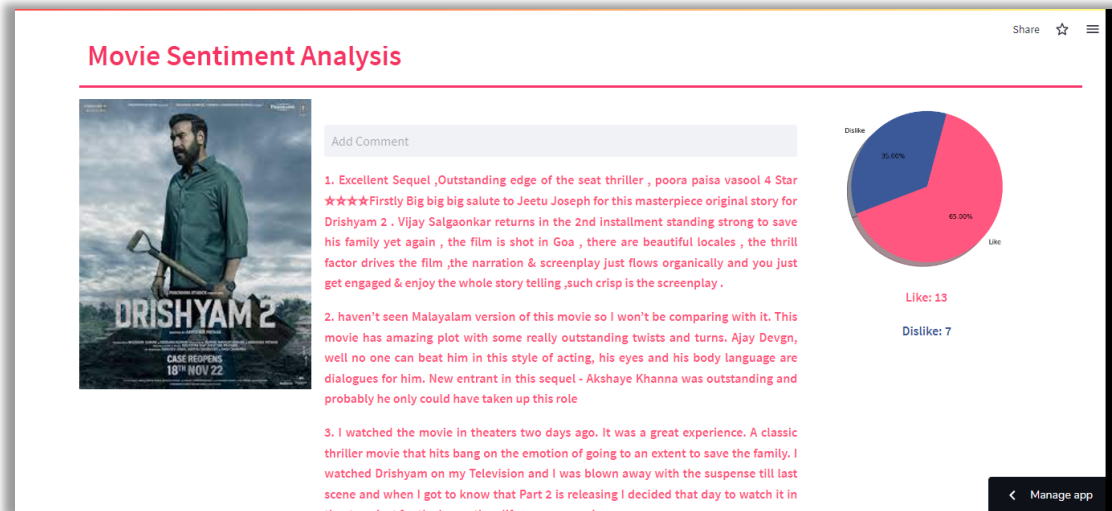 Share
Movie Sentiment Analysis
DRISHYAM 2
CASE REOPENS
18TH NOV 22
Add Comment
1. Excellent Sequel ,Outstanding edge of the seat thriller , poora paisa vasool 4 Star
★★★★Firstly Big big big salute to Jeetu Joseph for this masterpiece original story for
Drishyam 2 . Vijay Salgaonkar returns in the 2nd installment standing strong to save
his family yet again , the film is shot in Goa , there are beautiful locales , the thrill
factor drives the film ,the narration & screenplay just flows organically and you just
get engaged & enjoy the whole story telling ,such crisp is the screenplay .
2. haven't seen Malayalam version of this movie so I won't be comparing with it. This
movie has amazing plot with some really outstanding twists and turns. Ajay Devgn,
well no one can beat him in this style of acting, his eyes and his body language are
dialogues for him. New entrant in this sequel - Akshaye Khanna was outstanding and
probably he only could have taken up this role
3. I watched the movie in theaters two days ago. It was a great experience. A classic
thriller movie that hits bang on the emotion of going to an extent to save the family. I
watched Drishyam on my Television and I was blown away with the suspense till last
scene and when I got to know that Part 2 is releasing I decided that day to watch it in
Dislike
35.00%
65.00%
Like
Like: 13
Dislike: 7
Manage app